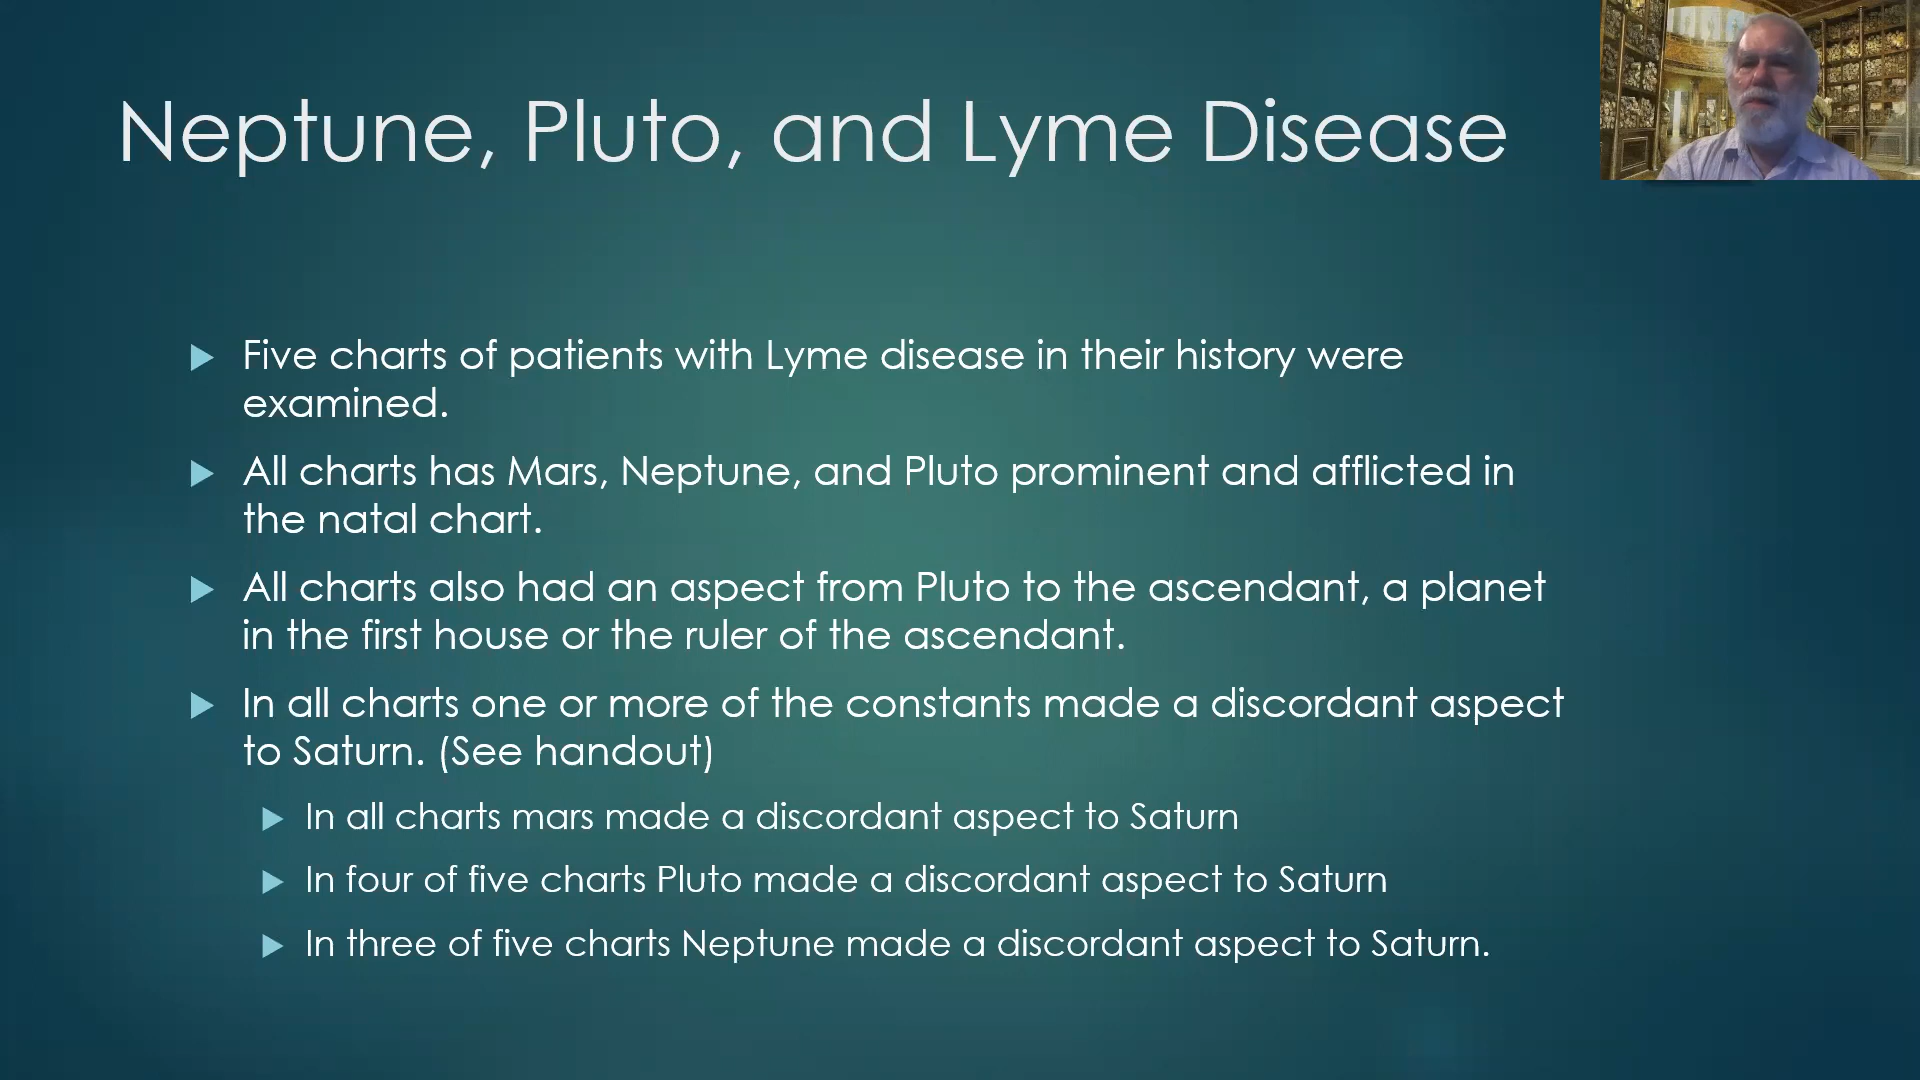 Neptune, Pluto, and Lyme Disease
Five charts of patients with Lyme disease in their history were
examined.
All charts has Mars, Neptune, and Pluto prominent and afflicted in
the natal chart.
All charts also had an aspect from Pluto to the ascendant, a planet
in the first house or the ruler of the ascendant.
In all charts one or more of the constants made a discordant aspect
to Saturn. (See handout)
In all charts mars made a discordant aspect to Saturn
In four of five charts Pluto made a discordant aspect to Saturn
In three of five charts Neptune made a discordant aspect to Saturn.